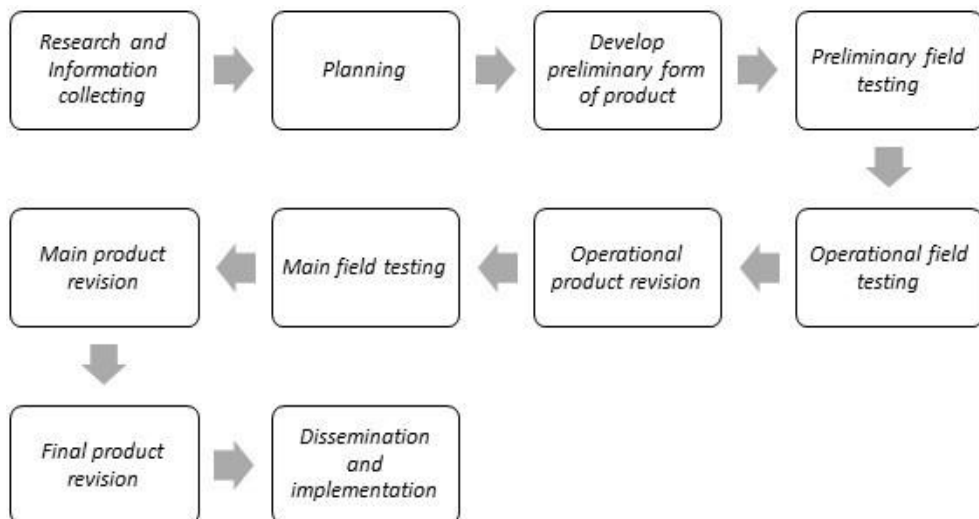 Research and
Information
collecting
Planning
Develop
preliminary form
of product
Preliminary field
testing
Operational field
testing
Operational
product revision
Main field testing
Main product
revision
Final product
revision
Dissemination
and
implementation